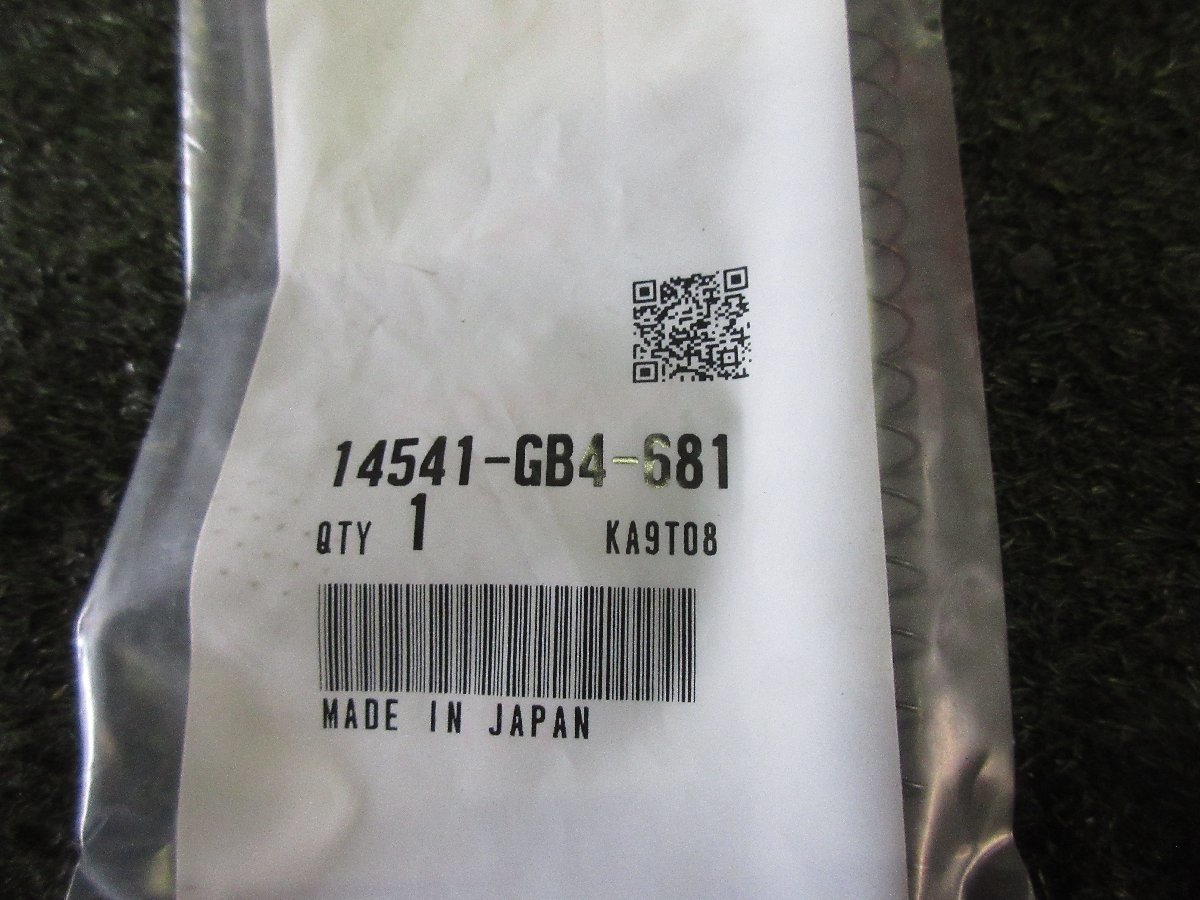 14541-GB4-681
QTY 1 KA9T08
MADE IN JAPAN